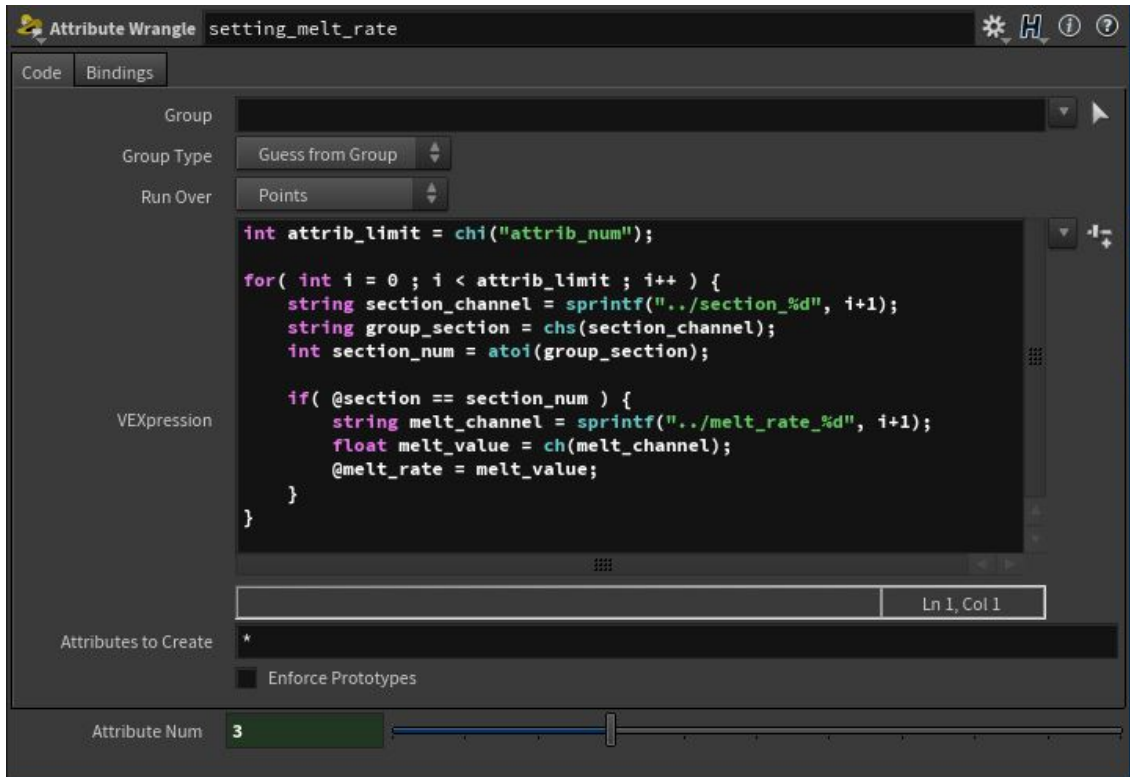 Attribute Wrangle setting_melt_rate
Code Bindings
Group
Group Type Guess from Group
Run Over Points
VEXpression
int attrib_limit = chi("attrib_num");

for( int i = 0 ; i < attrib_limit ; i++ ) {
    string section_channel = sprintf("../section_%d", i+1);
    string group_section = chs(section_channel);
    int section_num = atoi(group_section);

    if( @section == section_num ) {
        string melt_channel = sprintf("../melt_rate_%d", i+1);
        float melt_value = ch(melt_channel);
        @melt_rate = melt_value;
    }
}
Ln 1, Col 1
Attributes to Create *
Enforce Prototypes
Attribute Num 3